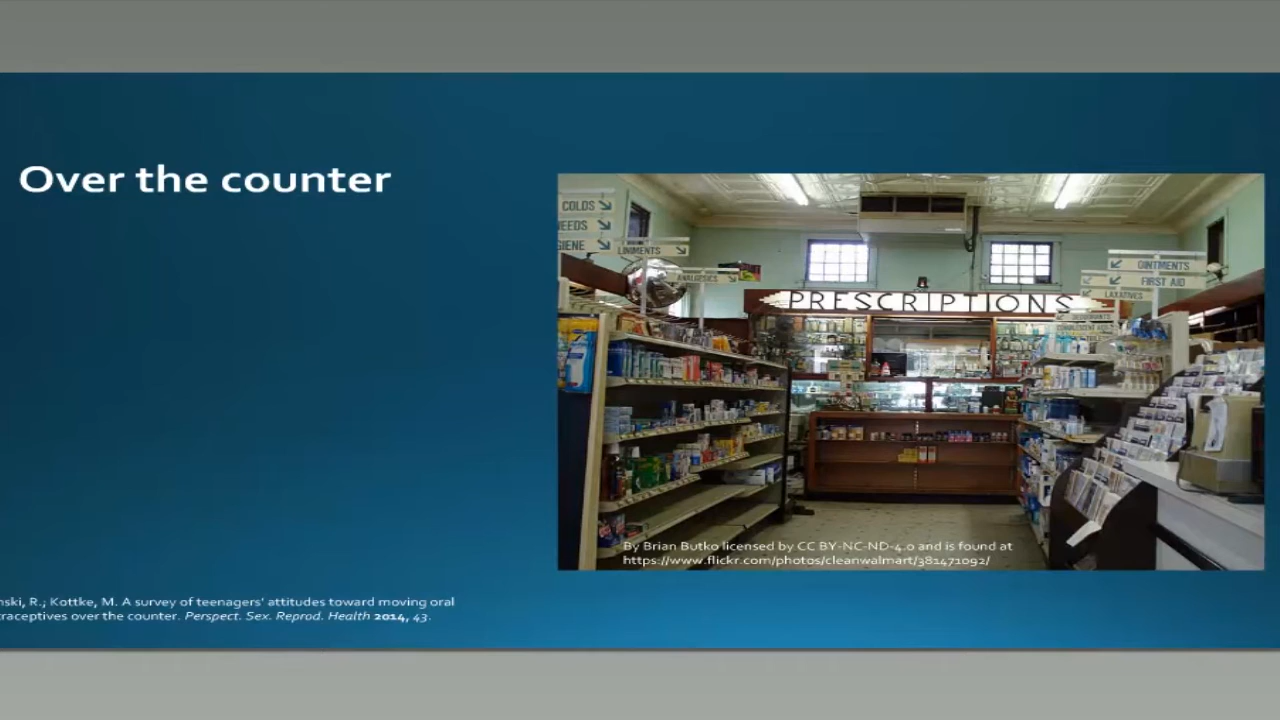 Over the counter
COLDS
LINIMENTS
ANALGESICS
OINTMENTS
FIRST AID
LAXATIVES
PRESCRIPTIONS
By Brian Butko licensed by CC BY-NC-ND-4.0 and is found at
https://www.flickr.com/photos/cleanwalmart/381471092/
nski, R.; Kottke, M. A survey of teenagers' attitudes toward moving oral
traceptives over the counter. Perspect. Sex. Reprod. Health 2014, 43.